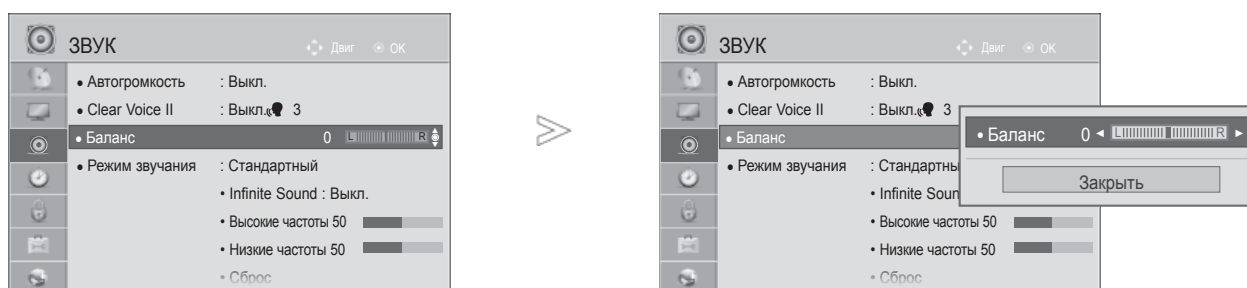 ЗВУК
Двиг OK
• Автогромкость : Выкл.
• Clear Voice II : Выкл. 3
• Баланс 0 L R
• Режим звучания : Стандартный
• Infinite Sound : Выкл.
• Высокие частоты 50
• Низкие частоты 50
• Сброс
ЗВУК
Двиг OK
• Автогромкость : Выкл.
• Clear Voice II : Выкл. 3
• Баланс
• Режим звучания : Стандартны
• Infinite Soun
• Высокие частоты 50
• Низкие частоты 50
• Сброс
• Баланс 0 ◄ L R ►
Закрыть